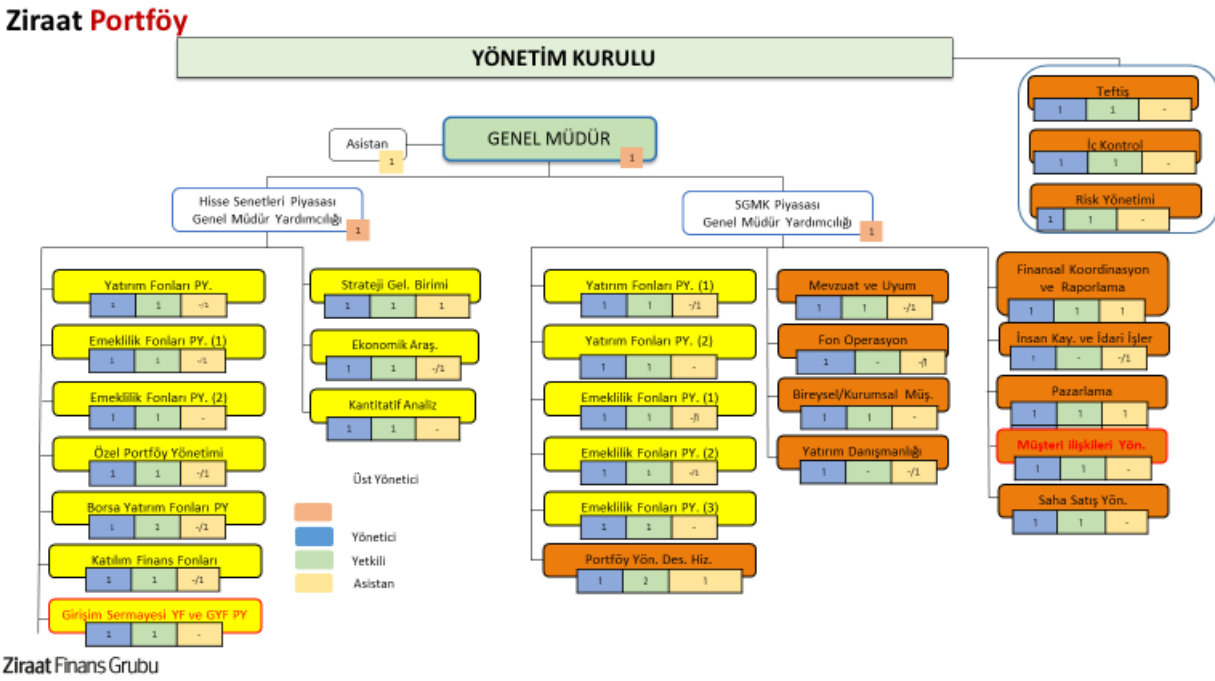 Ziraat Portföy
YÖNETİM KURULU
Teftiş
1 1 -
İç Kontrol
1 1 -
Risk Yönetimi
1 1 -
GENEL MÜDÜR
1
Asistan
1
Hisse Senetleri Piyasası
Genel Müdür Yardımcılığı
1
SGMK Piyasası
Genel Müdür Yardımcılığı
1
Yatırım Fonları PY.
1 1 -/1
Emeklilik Fonları PY. (1)
1 1 -/1
Emeklilik Fonları PY. (2)
1 1 -
Özel Portföy Yönetimi
1 1 -/1
Borsa Yatırım Fonları PY
1 1 -/1
Katılım Finans Fonları
1 1 -/1
Girişim Sermayesi YF ve GYF PY
1 1 -
Strateji Gel. Birimi
1 1 1
Ekonomik Araş.
1 1 -/1
Kantitatif Analiz
1 1 -
Üst Yönetici
Yönetici
Yetkili
Asistan
Yatırım Fonları PY. (1)
1 1 -/1
Yatırım Fonları PY. (2)
1 1 -
Emeklilik Fonları PY. (1)
1 1 -/1
Emeklilik Fonları PY. (2)
1 1 -/1
Emeklilik Fonları PY. (3)
1 1 -
Portföy Yön. Des. Hiz.
1 2 1
Mevzuat ve Uyum
1 1 -/1
Fon Operasyon
1 - -/1
Bireysel/Kurumsal Müş.
1 1 -
Yatırım Danışmanlığı
1 - -/1
Finansal Koordinasyon
ve Raporlama
1 1 1
İnsan Kay. ve İdari İşler
1 - -/1
Pazarlama
1 1 1
Müşteri ilişkileri Yön.
1 1 -
Saha Satış Yön.
1 1 -
Ziraat Finans Grubu